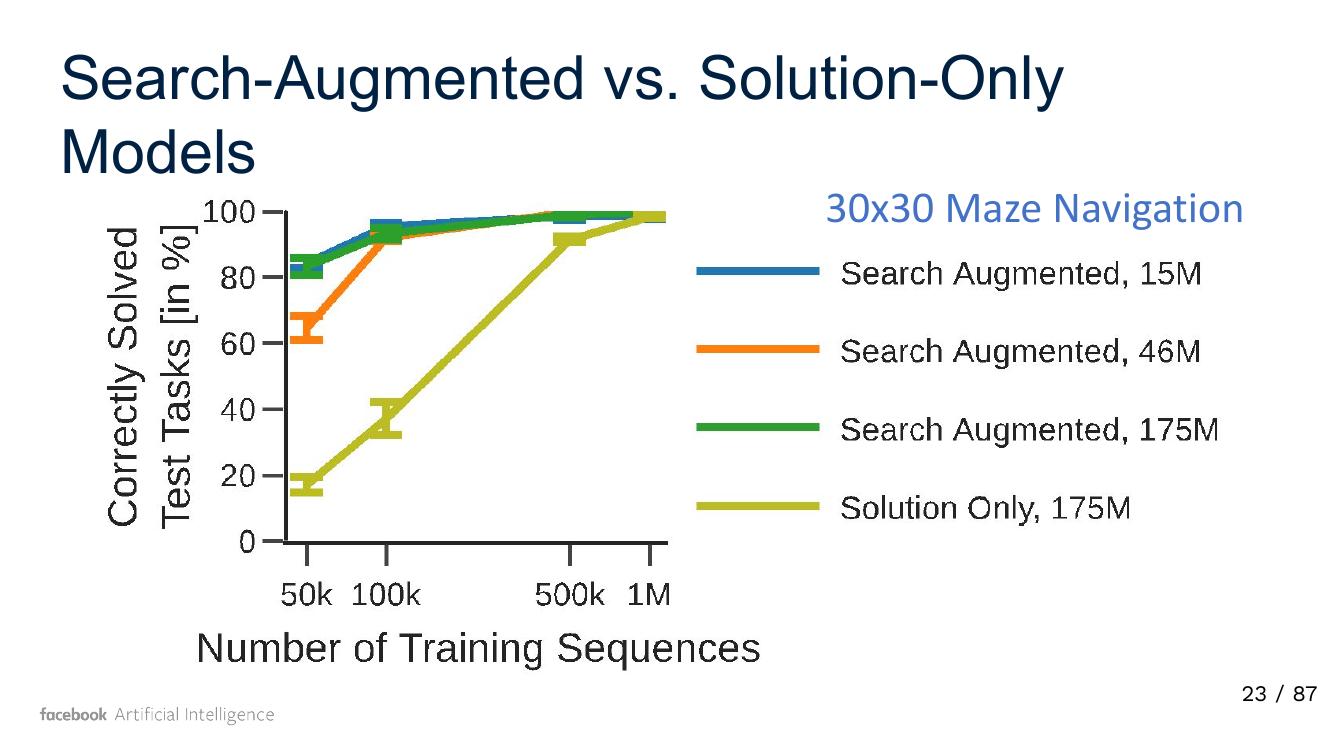 Search-Augmented vs. Solution-Only
Models
30x30 Maze Navigation
Correctly Solved
Test Tasks [in %]
100
80
60
40
20
0
50k 100k 500k 1M
Number of Training Sequences
Search Augmented, 15M
Search Augmented, 46M
Search Augmented, 175M
Solution Only, 175M
facebook Artificial Intelligence
23 / 87